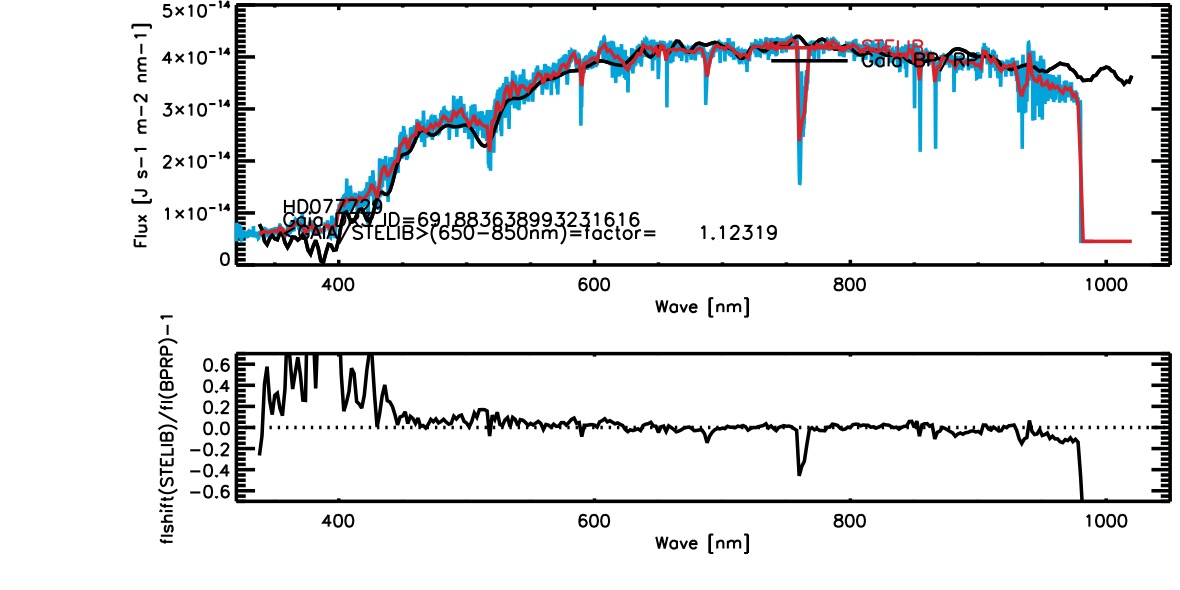 5×10−14
4×10−14
3×10−14
2×10−14
1×10−14
0
Flux [J s−1 m−2 nm−1]
STELIB
Gaia BP/RP
HD077729
Gaia DR3_ID=691883638993231616
<GAIA/STELIB>(650−850nm)=factor= 1.12319
400 600 800 1000
Wave [nm]
0.6
0.4
0.2
0.0
−0.2
−0.4
−0.6
flshift(STELIB)/fl(BPRP)−1
400 600 800 1000
Wave [nm]